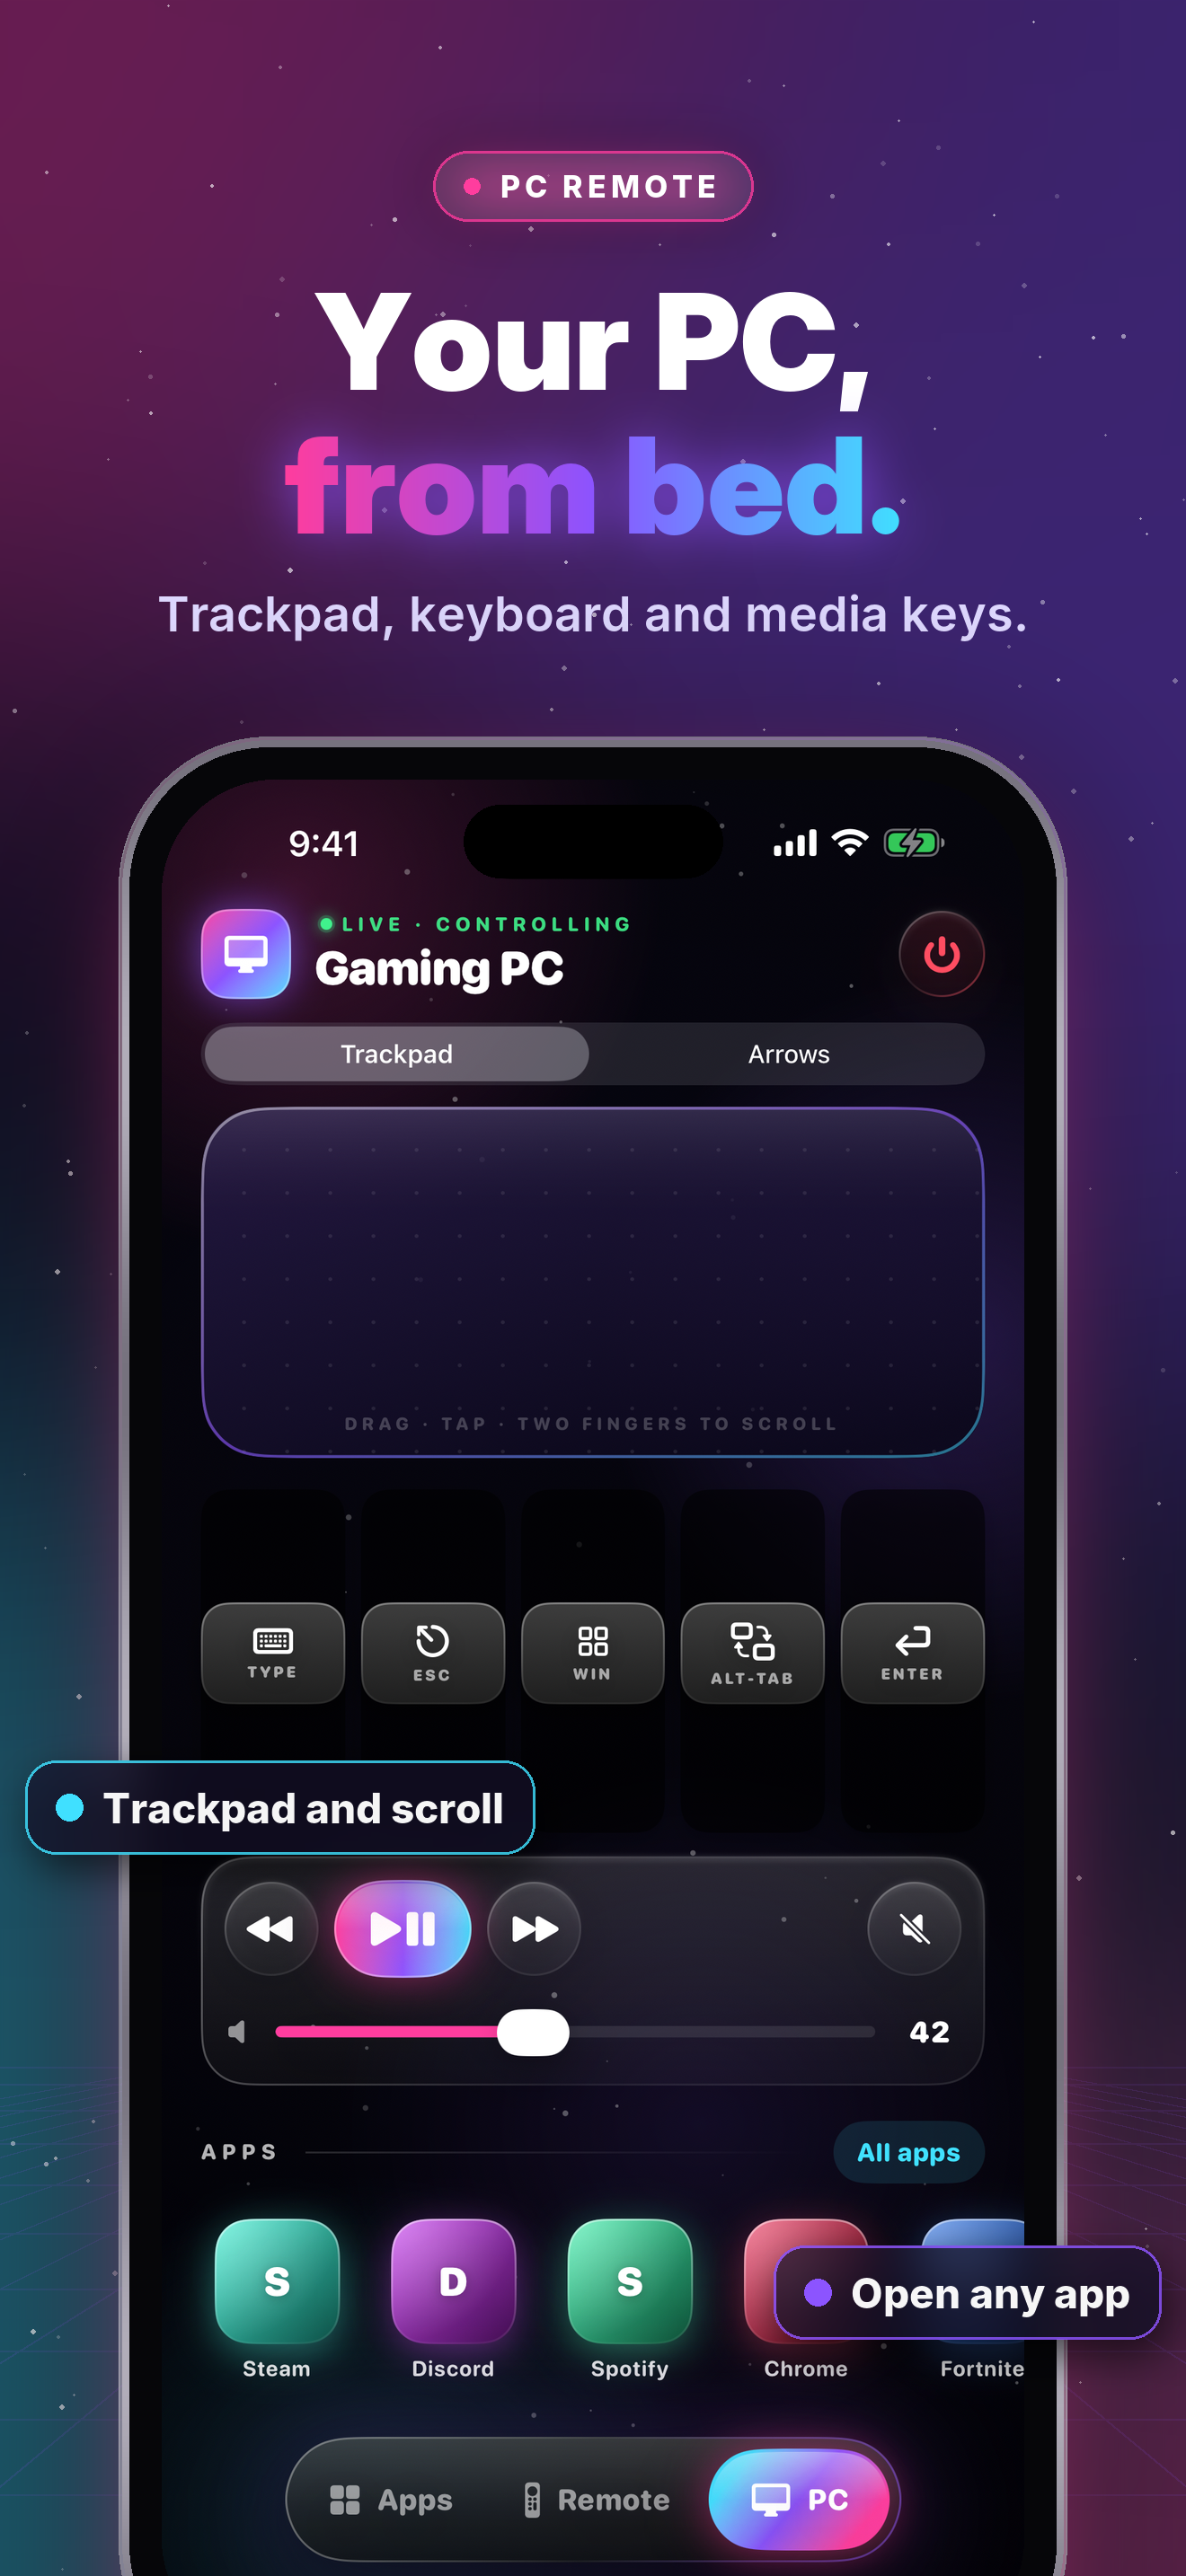 PC REMOTE
Your PC,
from bed.
Trackpad, keyboard and media keys.
9:41
LIVE · CONTROLLING
Gaming PC
Trackpad
Arrows
DRAG · TAP · TWO FINGERS TO SCROLL
TYPE
ESC
WIN
ALT-TAB
ENTER
Trackpad and scroll
42
APPS
All apps
S
D
S
Open any app
Steam
Discord
Spotify
Chrome
Fortnite
Apps
Remote
PC